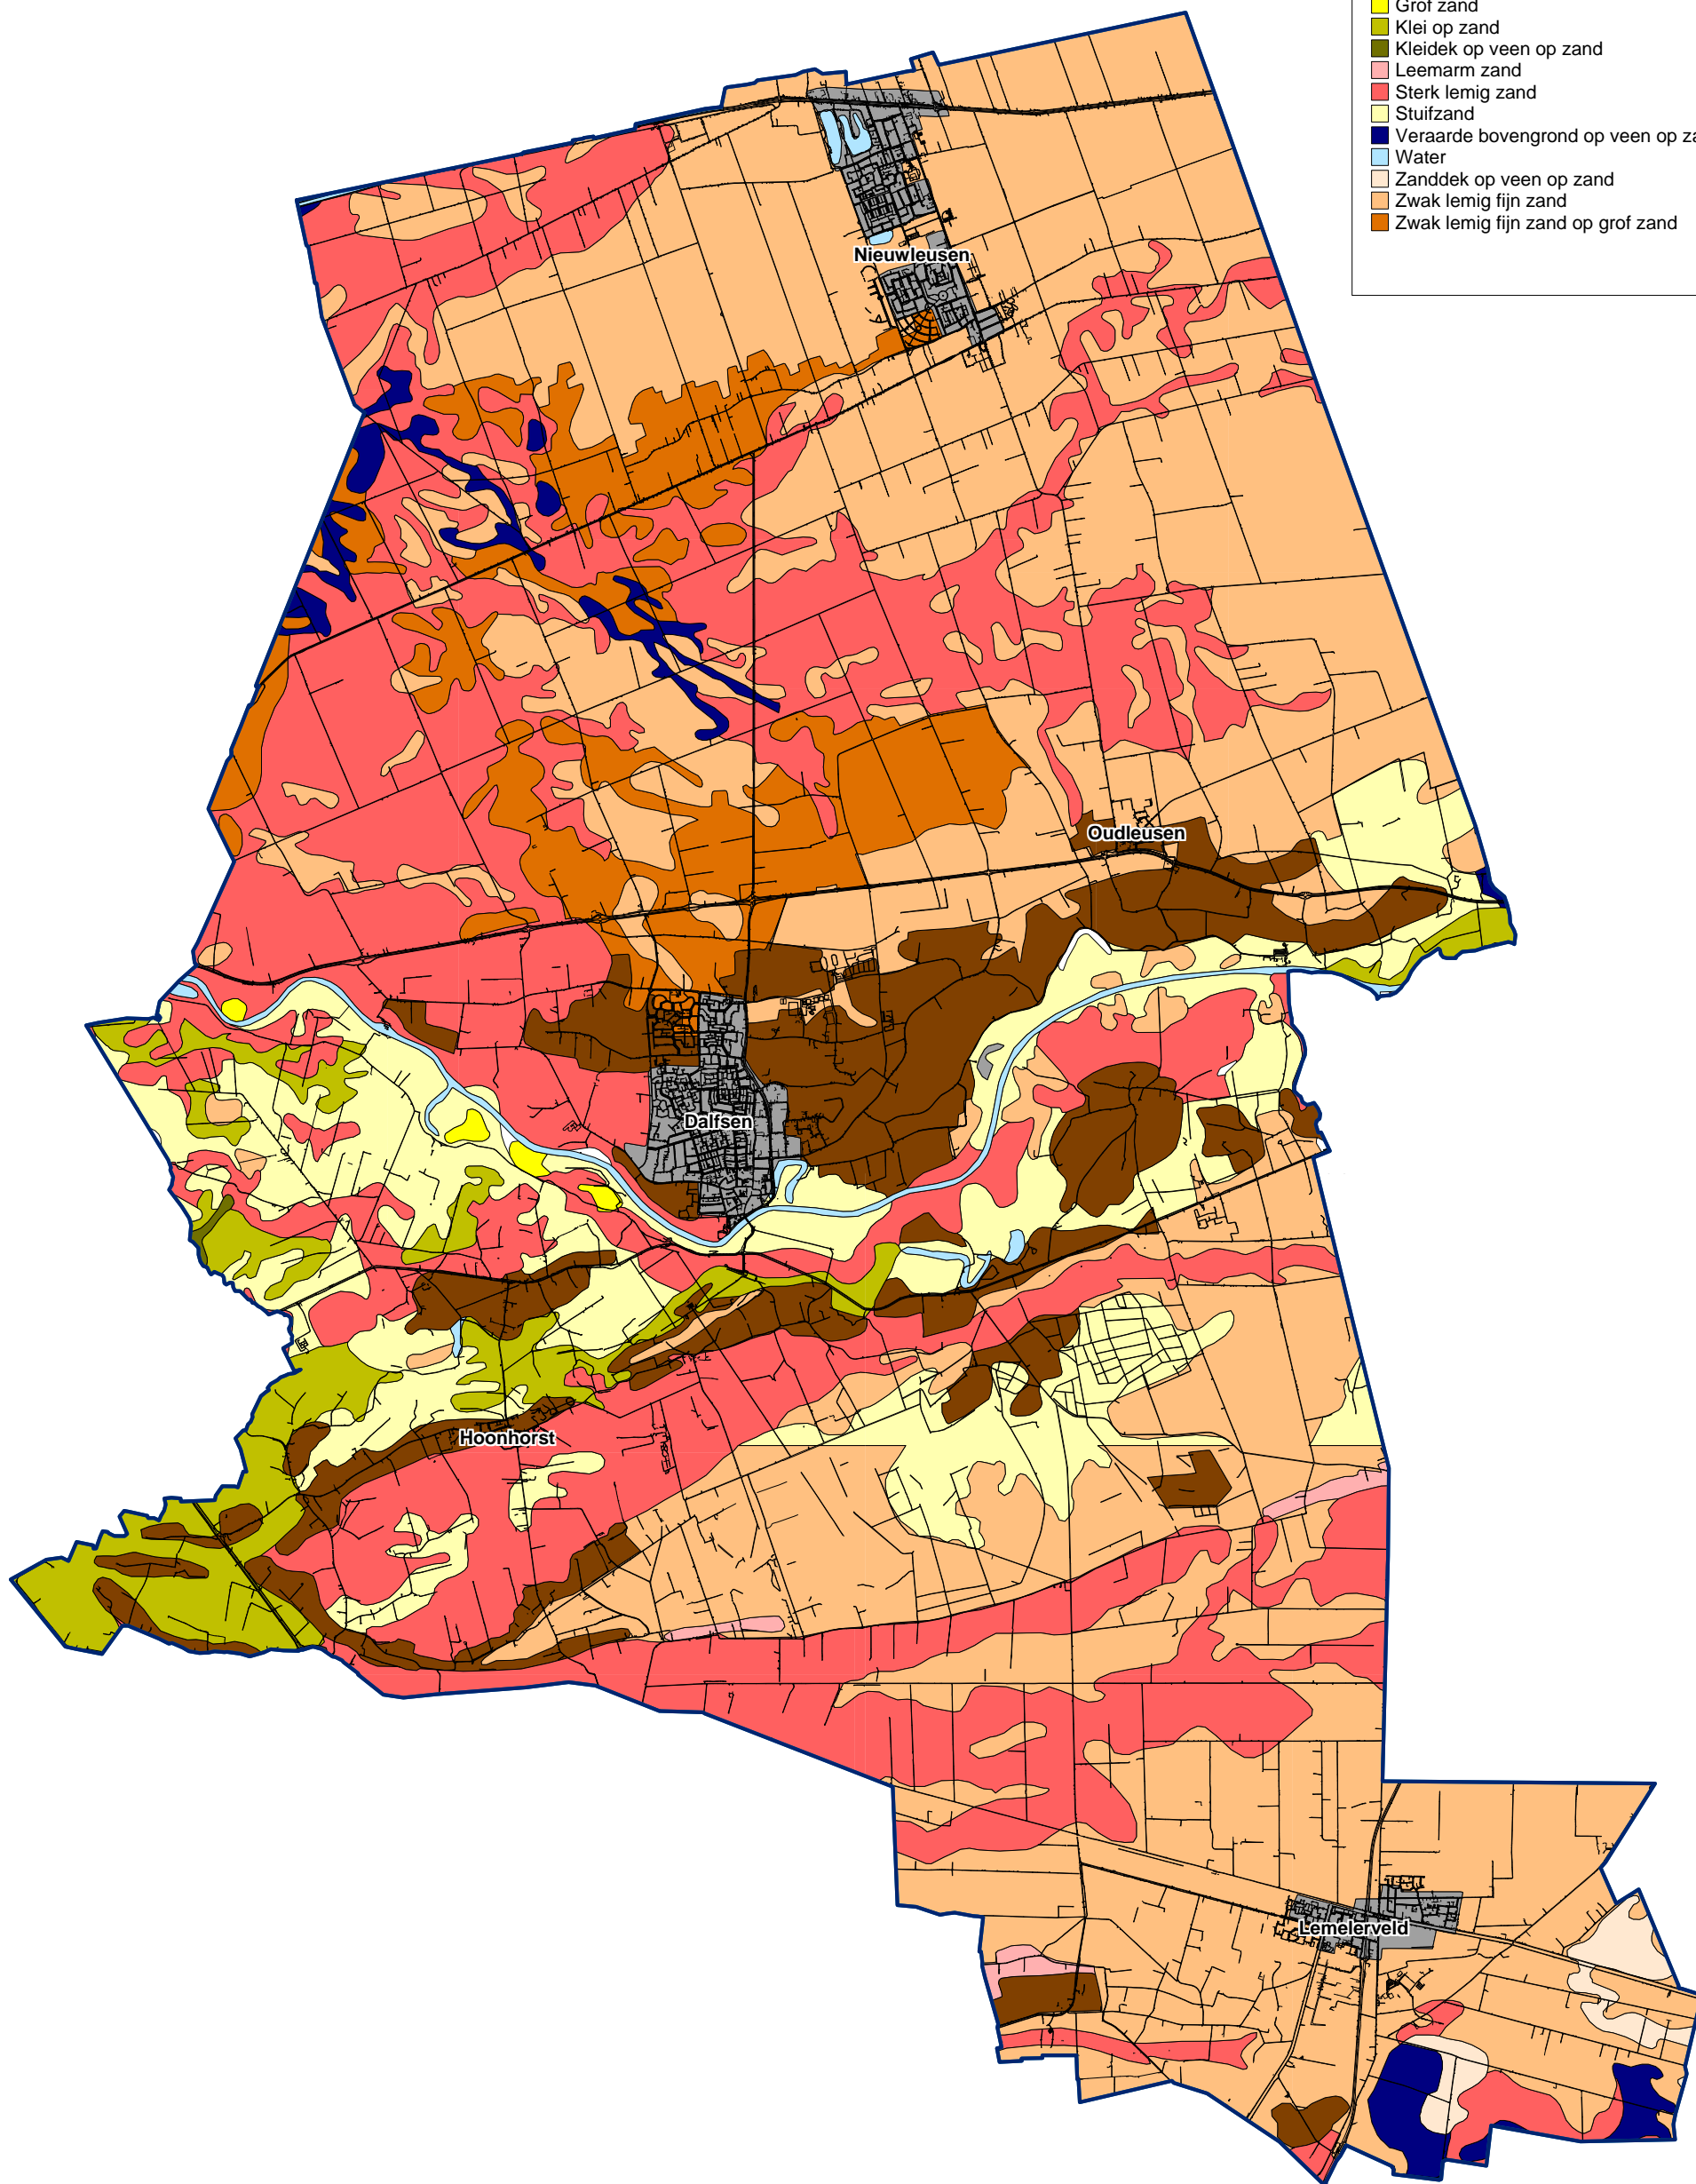 Grof zand
Klei op zand
Kleidek op veen op zand
Leemarm zand
Sterk lemig zand
Stuifzand
Veraarde bovengrond op veen op za
Water
Zanddek op veen op zand
Zwak lemig fijn zand
Zwak lemig fijn zand op grof zand
Nieuwleusen
Oudleusen
Dalfsen
Hoonhorst
Lemelerveld